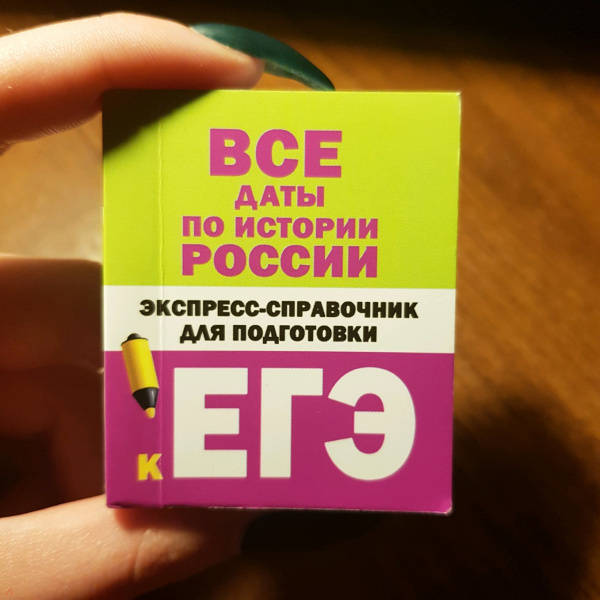 ВСЕ
ДАТЫ
ПО ИСТОРИИ
РОССИИ
ЭКСПРЕСС-СПРАВОЧНИК
ДЛЯ ПОДГОТОВКИ
К ЕГЭ